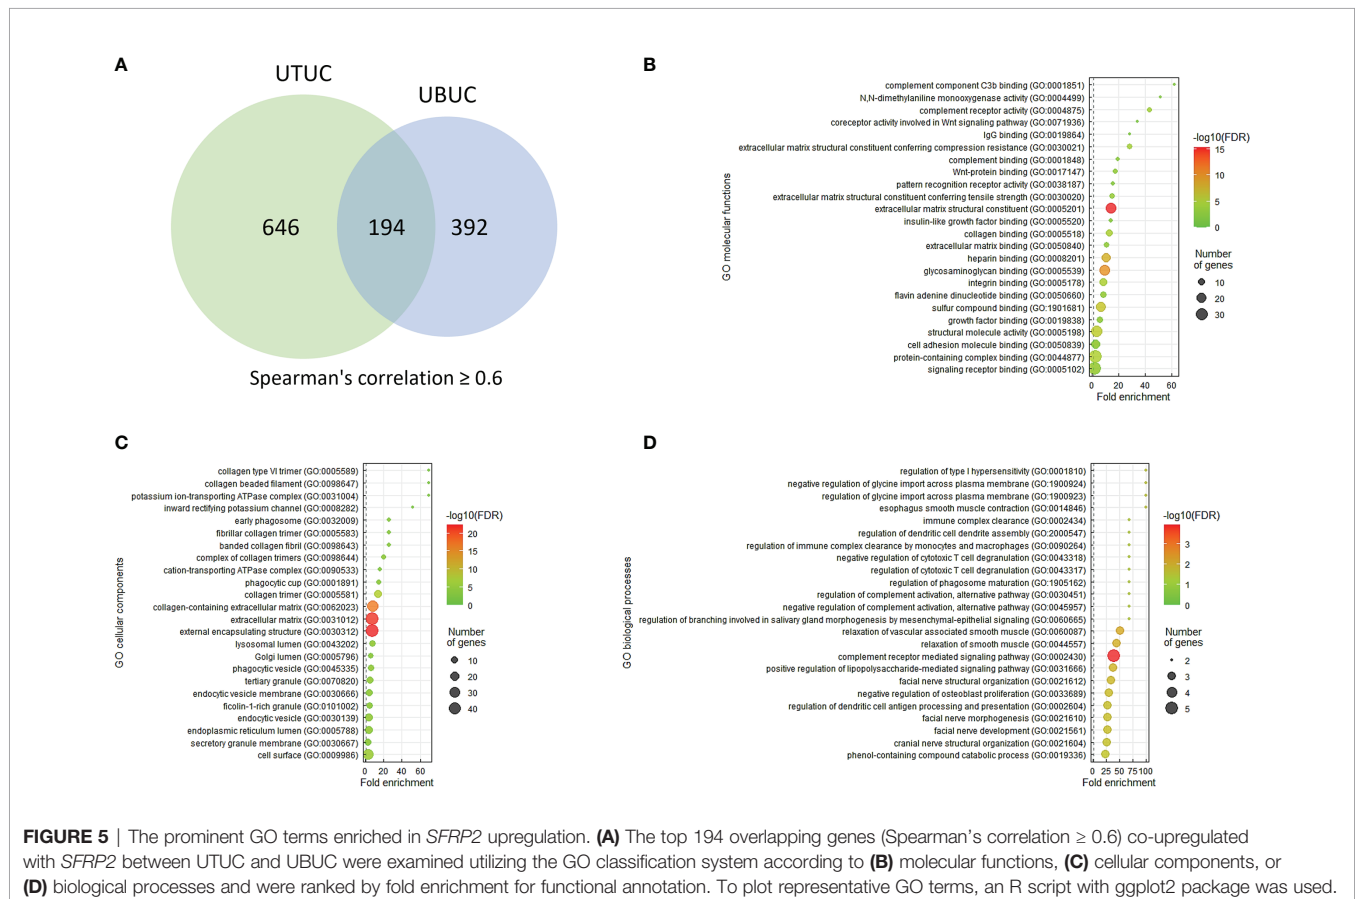 A
UTUC
UBUC
646
194
392
Spearman's correlation ≥ 0.6
B
GO molecular functions
complement component C3b binding (GO:0001851)
N,N-dimethylaniline monooxygenase activity (GO:0004499)
complement receptor activity (GO:0004875)
coreceptor activity involved in Wnt signaling pathway (GO:0071936)
IgG binding (GO:0019864)
extracellular matrix structural constituent conferring compression resistance (GO:0030021)
complement binding (GO:0001848)
Wnt-protein binding (GO:0017147)
pattern recognition receptor activity (GO:0038187)
extracellular matrix structural constituent conferring tensile strength (GO:0030020)
extracellular matrix structural constituent (GO:0005201)
insulin-like growth factor binding (GO:0005520)
collagen binding (GO:0005518)
extracellular matrix binding (GO:0050840)
heparin binding (GO:0008201)
glycosaminoglycan binding (GO:0005539)
integrin binding (GO:0005178)
flavin adenine dinucleotide binding (GO:0050660)
sulfur compound binding (GO:1901681)
growth factor binding (GO:0019838)
structural molecule activity (GO:0005198)
cell adhesion molecule binding (GO:0050839)
protein-containing complex binding (GO:0044877)
signaling receptor binding (GO:0005102)
0 20 40 60
Fold enrichment
-log10(FDR)
15
10
5
0
Number
of genes
10
20
30
C
GO cellular components
collagen type VI trimer (GO:0005589)
collagen beaded filament (GO:0098647)
potassium ion-transporting ATPase complex (GO:0031004)
inward rectifying potassium channel (GO:0008282)
early phagosome (GO:0032009)
fibrillar collagen trimer (GO:0005583)
banded collagen fibril (GO:0098643)
complex of collagen trimers (GO:0098644)
cation-transporting ATPase complex (GO:0090533)
phagocytic cup (GO:0001891)
collagen trimer (GO:0005581)
collagen-containing extracellular matrix (GO:0062023)
extracellular matrix (GO:0031012)
external encapsulating structure (GO:0030312)
lysosomal lumen (GO:0043202)
Golgi lumen (GO:0005796)
phagocytic vesicle (GO:0045335)
tertiary granule (GO:0070820)
endocytic vesicle membrane (GO:0030666)
ficolin-1-rich granule (GO:0101002)
endocytic vesicle (GO:0030139)
endoplasmic reticulum lumen (GO:0005788)
secretory granule membrane (GO:0030667)
cell surface (GO:0009986)
0 20 40 60
Fold enrichment
-log10(FDR)
20
15
10
5
0
Number
of genes
10
20
30
40
D
GO biological processes
regulation of type I hypersensitivity (GO:0001810)
negative regulation of glycine import across plasma membrane (GO:1900924)
regulation of glycine import across plasma membrane (GO:1900923)
esophagus smooth muscle contraction (GO:0014846)
immune complex clearance (GO:0002434)
regulation of dendritic cell dendrite assembly (GO:2000547)
regulation of immune complex clearance by monocytes and macrophages (GO:0090264)
negative regulation of cytotoxic T cell degranulation (GO:0043318)
regulation of cytotoxic T cell degranulation (GO:0043317)
regulation of phagosome maturation (GO:1905162)
regulation of complement activation, alternative pathway (GO:0030451)
negative regulation of complement activation, alternative pathway (GO:0045957)
regulation of branching involved in salivary gland morphogenesis by mesenchymal-epithelial signaling (GO:0060665)
relaxation of vascular associated smooth muscle (GO:0060087)
relaxation of smooth muscle (GO:0044557)
complement receptor mediated signaling pathway (GO:0002430)
positive regulation of lipopolysaccharide-mediated signaling pathway (GO:0031666)
facial nerve structural organization (GO:0021612)
negative regulation of osteoblast proliferation (GO:0033689)
regulation of dendritic cell antigen processing and presentation (GO:0002604)
facial nerve morphogenesis (GO:0021610)
facial nerve development (GO:0021561)
cranial nerve structural organization (GO:0021604)
phenol-containing compound catabolic process (GO:0019336)
0 25 50 75 100
Fold enrichment
-log10(FDR)
3
2
1
0
Number
of genes
2
3
4
5
FIGURE 5 | The prominent GO terms enriched in SFRP2 upregulation. (A) The top 194 overlapping genes (Spearman's correlation ≥ 0.6) co-upregulated
with SFRP2 between UTUC and UBUC were examined utilizing the GO classification system according to (B) molecular functions, (C) cellular components, or
(D) biological processes and were ranked by fold enrichment for functional annotation. To plot representative GO terms, an R script with ggplot2 package was used.